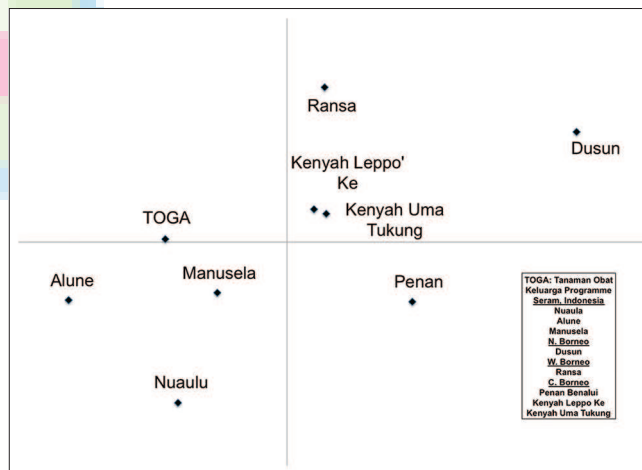 Ransa
Dusun
Kenyah Leppo'
Ke
Kenyah Uma
Tukung
TOGA
Alune
Manusela
Penan
Nuaulu
TOGA: Tanaman Obat
Keluarga Programme
Seram, Indonesia
Nuaula
Alune
Manusela
N. Borneo
Dusun
W. Borneo
Ransa
C. Borneo
Penan Benalui
Kenyah Leppo Ke
Kenyah Uma Tukung